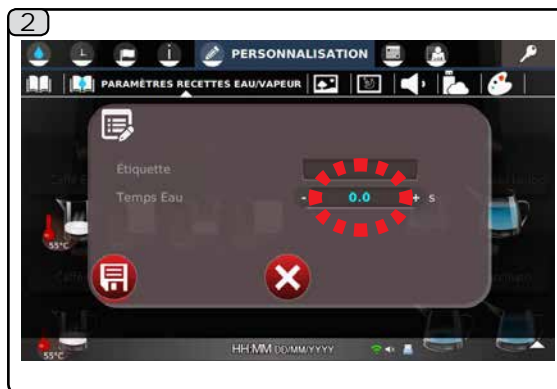 2
PERSONNALISATION
PARAMÈTRES RECETTES EAU/VAPEUR
Étiquette
Temps Eau - 0.0 + s
55°C
55°C
HH:MM DD/MM/YYYY